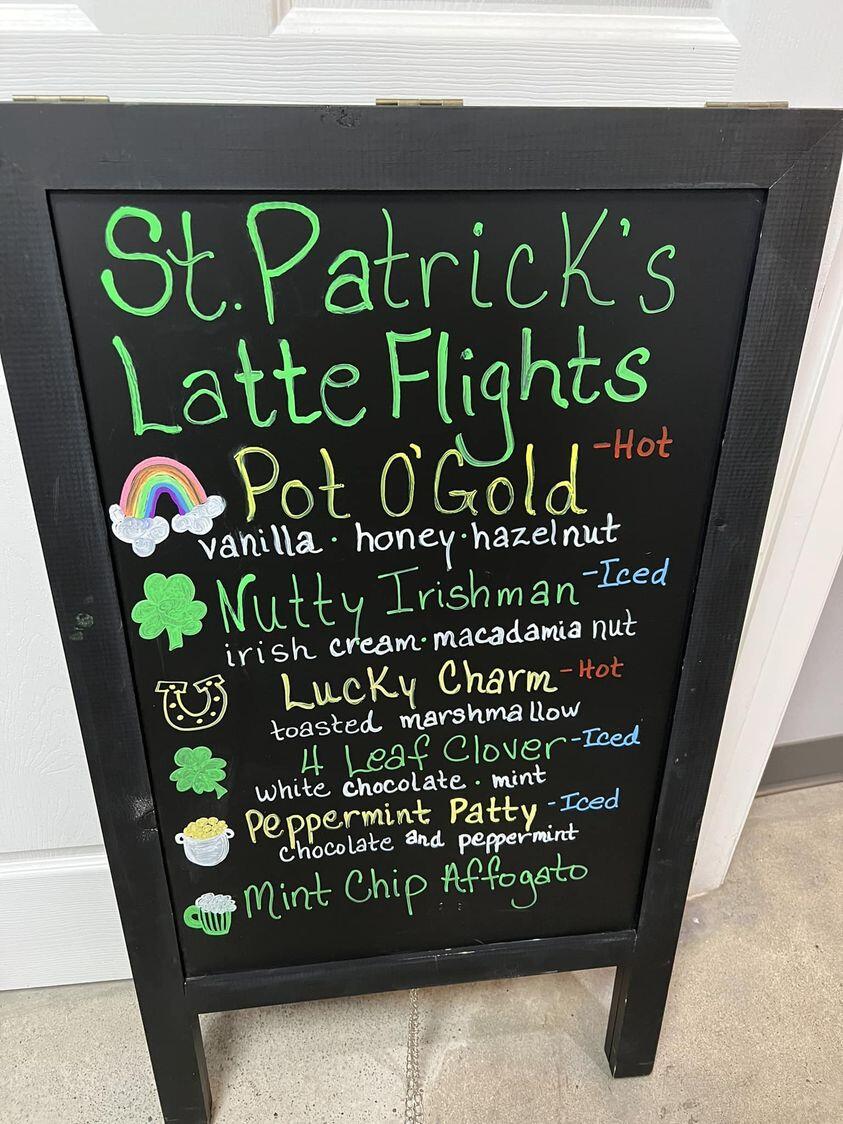 St. Patrick's
Latte Flights
Pot O'Gold -Hot
vanilla · honey · hazelnut
Nutty Irishman -Iced
irish cream · macadamia nut
Lucky Charm -Hot
toasted marshmallow
4 Leaf Clover -Iced
white chocolate · mint
Peppermint Patty -Iced
chocolate and peppermint
Mint Chip Affogato